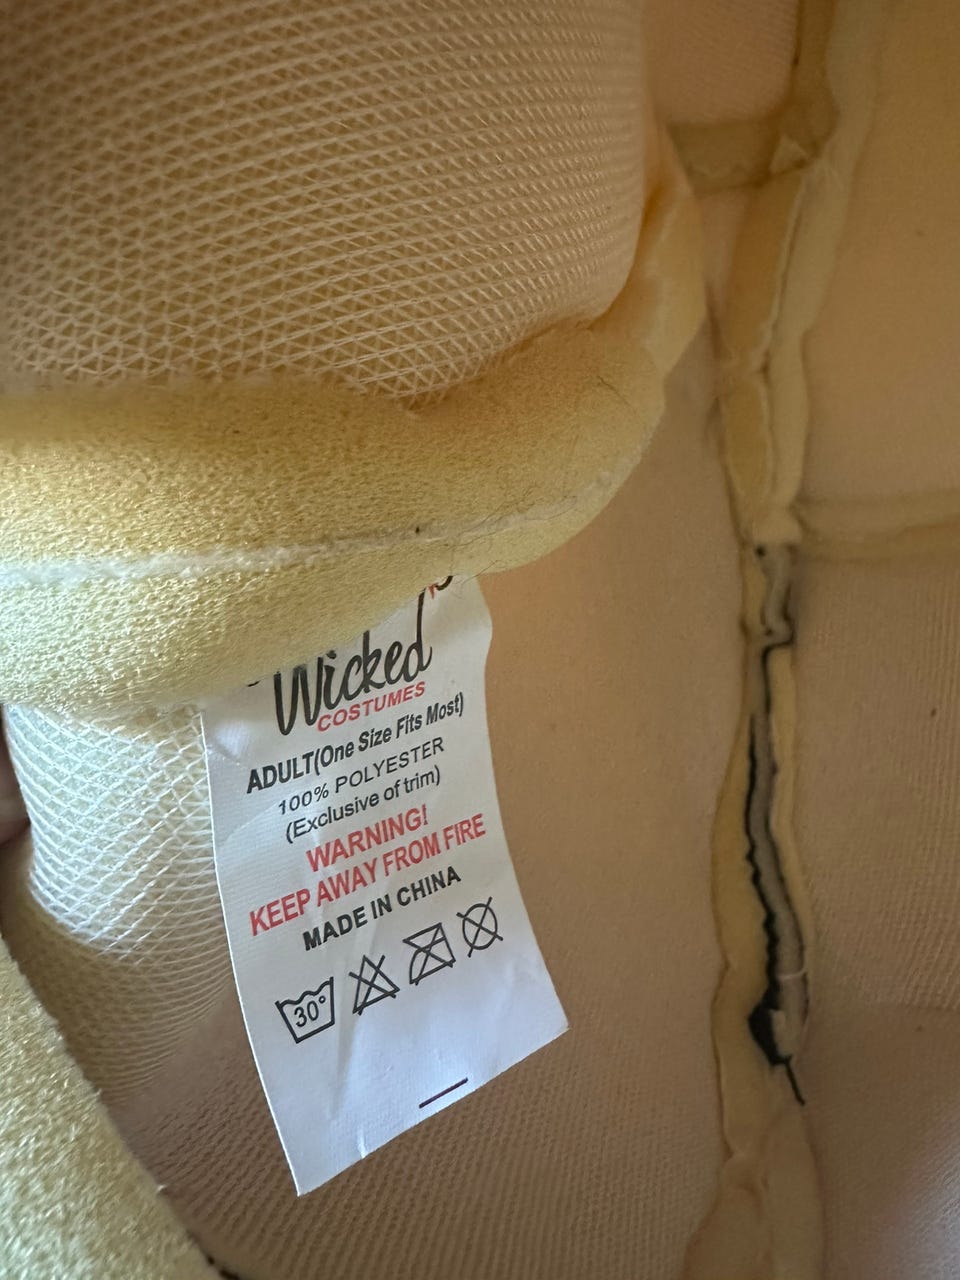 Wicked
COSTUMES
ADULT(One Size Fits Most)
100% POLYESTER
(Exclusive of trim)
WARNING!
KEEP AWAY FROM FIRE
MADE IN CHINA
30°